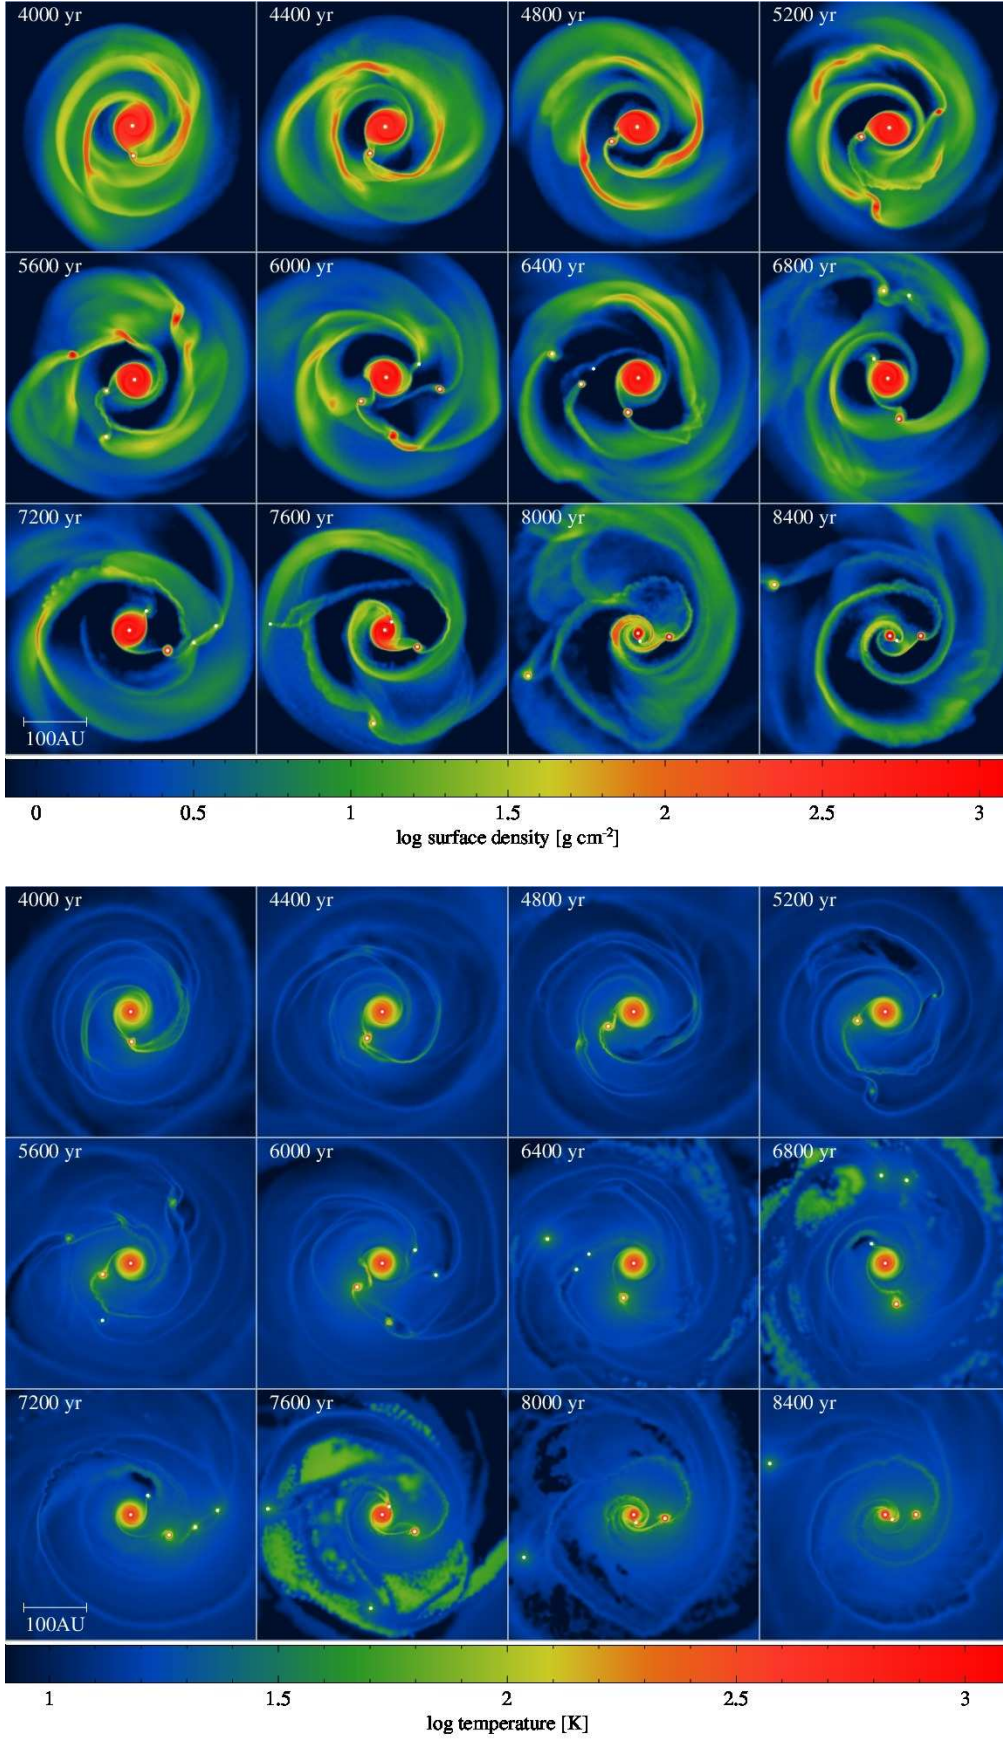 4000 yr 4400 yr 4800 yr 5200 yr
5600 yr 6000 yr 6400 yr 6800 yr
7200 yr 7600 yr 8000 yr 8400 yr
100AU
0 0.5 1 1.5 2 2.5 3
log surface density [g cm⁻²]
4000 yr 4400 yr 4800 yr 5200 yr
5600 yr 6000 yr 6400 yr 6800 yr
7200 yr 7600 yr 8000 yr 8400 yr
100AU
1 1.5 2 2.5 3
log temperature [K]